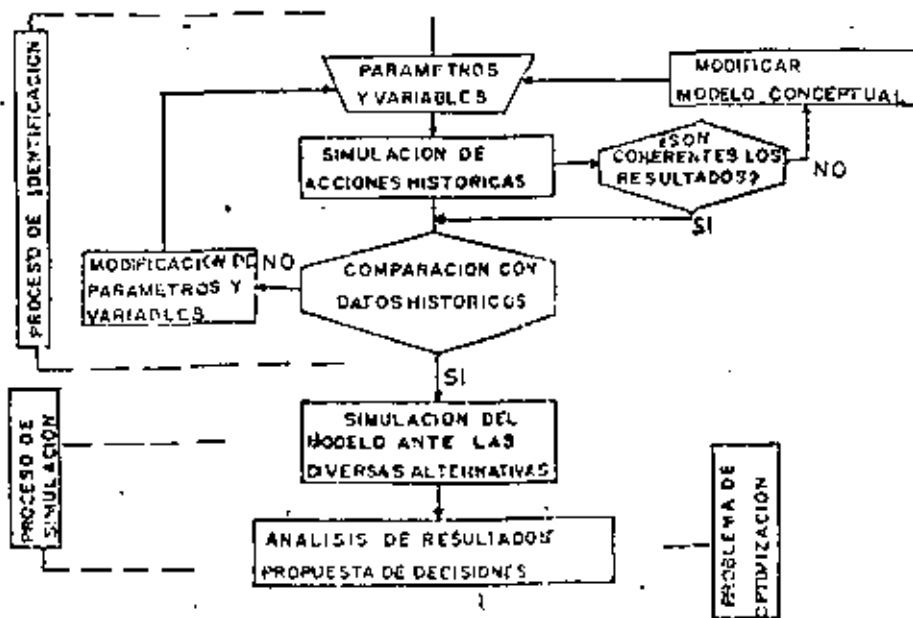 PARAMETROS
Y VARIABLES
MODIFICAR
MODELO CONCEPTUAL
SIMULACION DE
ACCIONES HISTORICAS
¿SON
COHERENTES LOS
RESULTADOS?
NO
SI
PROCESO DE IDENTIFICACION
MODIFICACION DE
PARAMETROS Y
VARIABLES
NO
COMPARACION CON
DATOS HISTORICOS
SI
SIMULACION DEL
MODELO ANTE LAS
DIVERSAS ALTERNATIVAS
PROCESO DE
SIMULACIÓN
ANALISIS DE RESULTADOS
PROPUESTA DE DECISIONES
PROBLEMA DE
OPTIMIZACIÓN